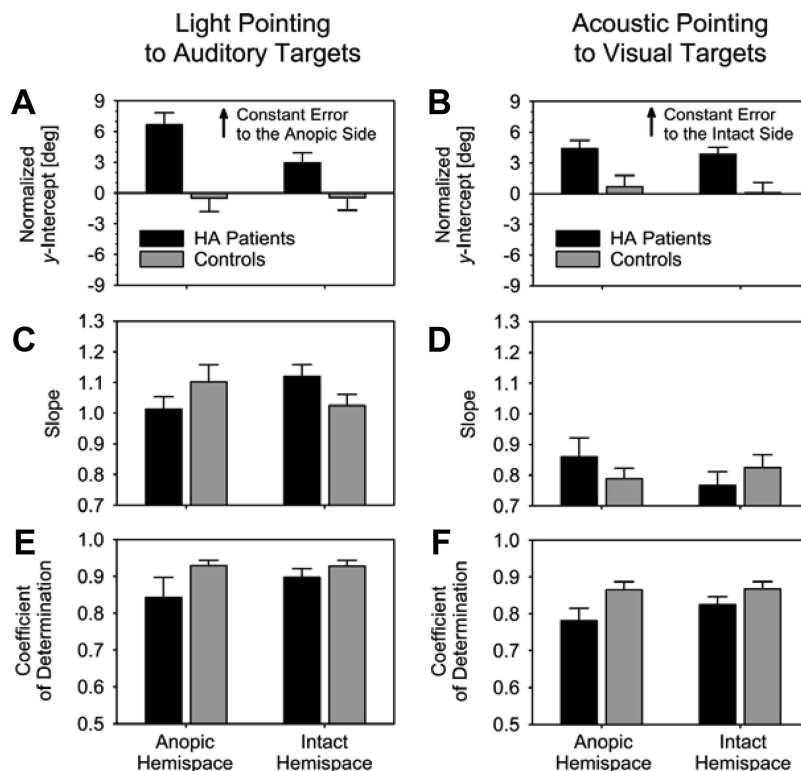 Light Pointing
to Auditory Targets
Acoustic Pointing
to Visual Targets
A
Normalized
y-Intercept [deg]
9
6
3
0
-3
-6
-9
Constant Error
to the Anopic Side
HA Patients
Controls
B
Normalized
y-Intercept [deg]
9
6
3
0
-3
-6
-9
Constant Error
to the Intact Side
HA Patients
Controls
C
Slope
1.3
1.2
1.1
1.0
0.9
0.8
0.7
D
Slope
1.3
1.2
1.1
1.0
0.9
0.8
0.7
E
Coefficient
of Determination
1.0
0.9
0.8
0.7
0.6
0.5
Anopic
Hemispace
Intact
Hemispace
F
Coefficient
of Determination
1.0
0.9
0.8
0.7
0.6
0.5
Anopic
Hemispace
Intact
Hemispace